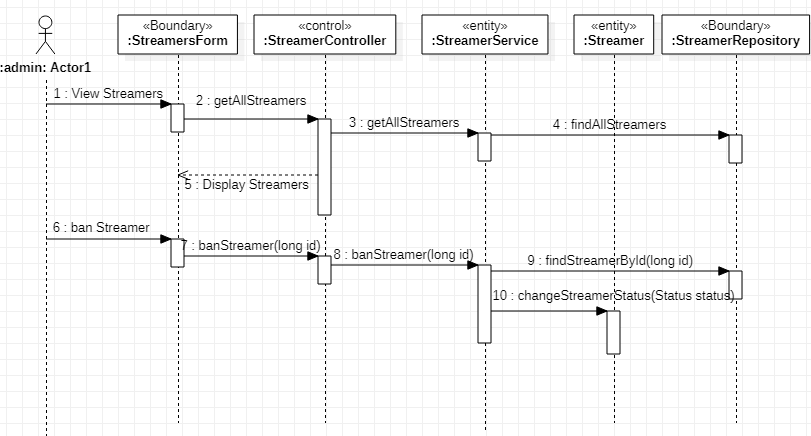 «Boundary»
:StreamersForm
«control»
:StreamerController
«entity»
:StreamerService
«entity»
:Streamer
«Boundary»
:StreamerRepository
:admin: Actor1
1 : View Streamers
2 : getAllStreamers
3 : getAllStreamers
4 : findAllStreamers
5 : Display Streamers
6 : ban Streamer
7 : banStreamer(long id)
8 : banStreamer(long id)
9 : findStreamerById(long id)
10 : changeStreamerStatus(Status status)